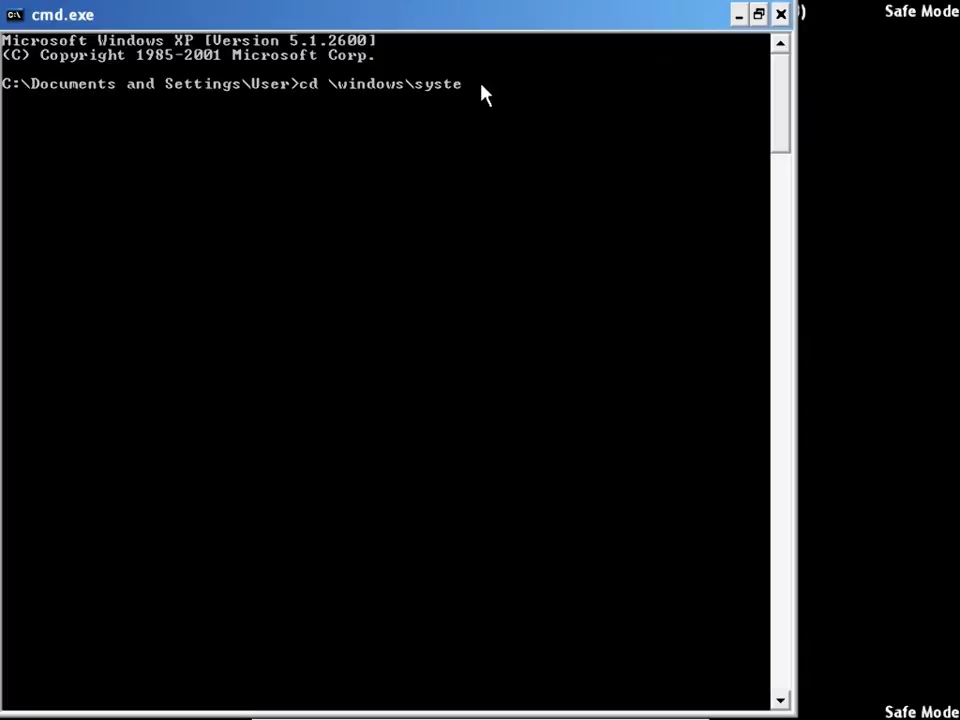 cmd.exe
)
Safe Mode
Microsoft Windows XP [Version 5.1.2600]
(C) Copyright 1985-2001 Microsoft Corp.
C:\Documents and Settings\User>cd \windows\syste
Safe Mode